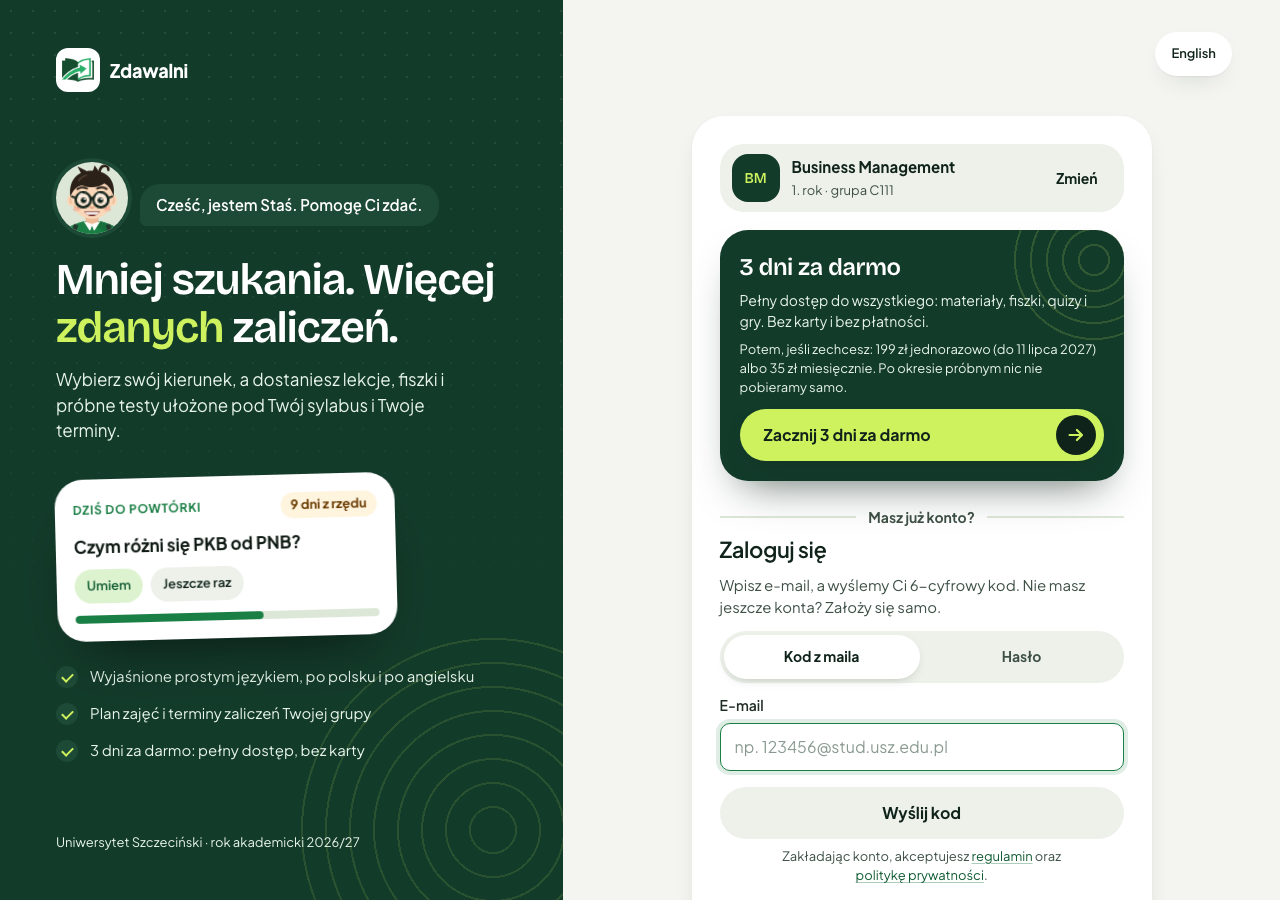 Zdawalni
Cześć, jestem Staś. Pomogę Ci zdać.
Mniej szukania. Więcej
zdanych zaliczeń.
Wybierz swój kierunek, a dostaniesz lekcje, fiszki i
próbne testy ułożone pod Twój sylabus i Twoje
terminy.
DZIŚ DO POWTÓRKI
9 dni z rzędu
Czym różni się PKB od PNB?
Umiem
Jeszcze raz
Wyjaśnione prostym językiem, po polsku i po angielsku
Plan zajęć i terminy zaliczeń Twojej grupy
3 dni za darmo: pełny dostęp, bez karty
Uniwersytet Szczeciński · rok akademicki 2026/27
English
BM
Business Management
1. rok · grupa C111
Zmień
3 dni za darmo
Pełny dostęp do wszystkiego: materiały, fiszki, quizy i
gry. Bez karty i bez płatności.
Potem, jeśli zechcesz: 199 zł jednorazowo (do 11 lipca 2027)
albo 35 zł miesięcznie. Po okresie próbnym nic nie
pobieramy samo.
Zacznij 3 dni za darmo
Masz już konto?
Zaloguj się
Wpisz e-mail, a wyślemy Ci 6-cyfrowy kod. Nie masz
jeszcze konta? Założy się samo.
Kod z maila
Hasło
E-mail
np. 123456@stud.usz.edu.pl
Wyślij kod
Zakładając konto, akceptujesz regulamin oraz
politykę prywatności.